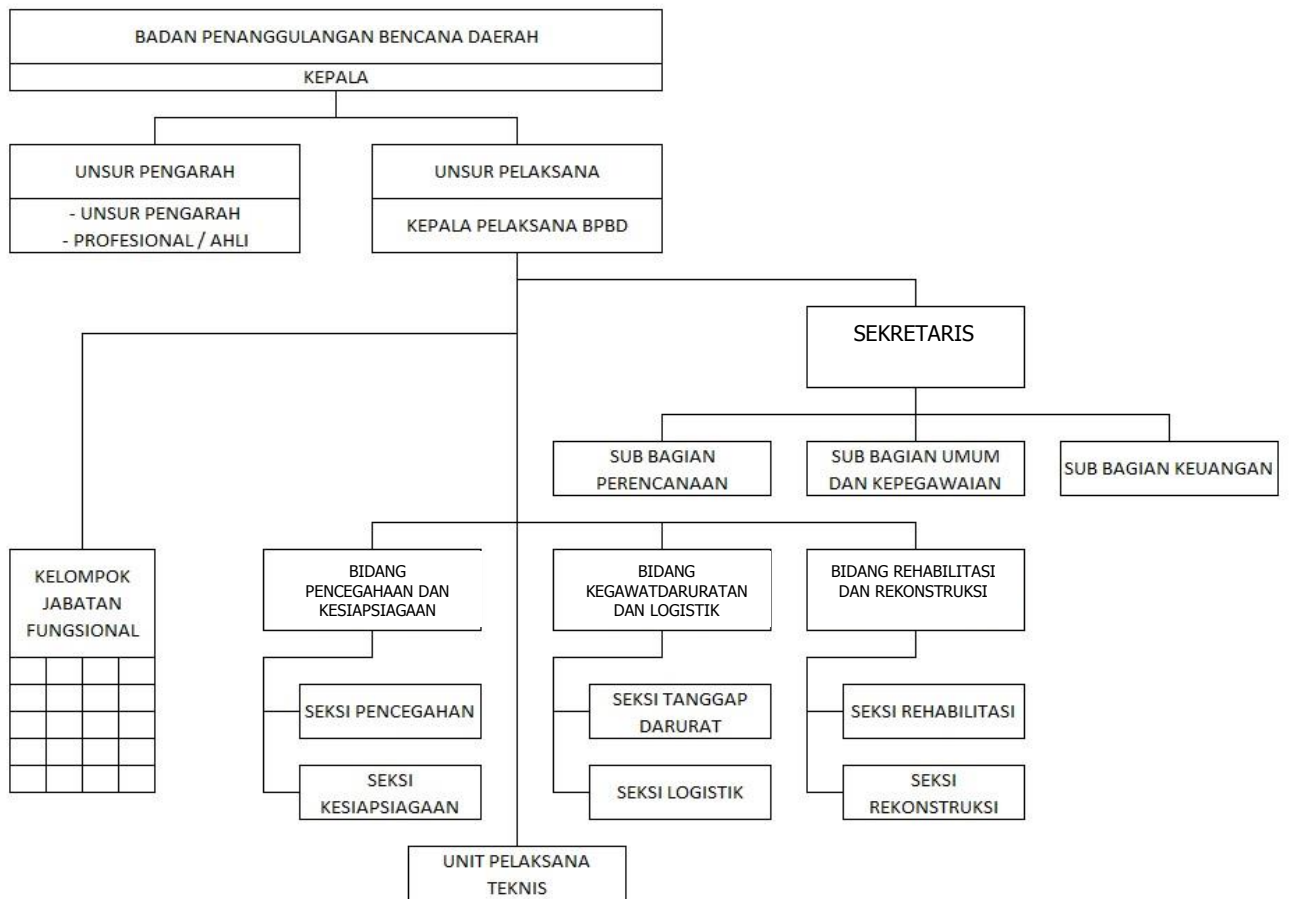 BADAN PENANGGULANGAN BENCANA DAERAH
KEPALA
UNSUR PENGARAH
- UNSUR PENGARAH
- PROFESIONAL / AHLI
UNSUR PELAKSANA
KEPALA PELAKSANA BPBD
SEKRETARIS
SUB BAGIAN
PERENCANAAN
SUB BAGIAN UMUM
DAN KEPEGAWAIAN
SUB BAGIAN KEUANGAN
KELOMPOK
JABATAN
FUNGSIONAL
BIDANG
PENCEGAHAAN DAN
KESIAPSIAGAAN
BIDANG
KEGAWATDARURATAN
DAN LOGISTIK
BIDANG REHABILITASI
DAN REKONSTRUKSI
SEKSI PENCEGAHAN
SEKSI
KESIAPSIAGAAN
SEKSI TANGGAP
DARURAT
SEKSI LOGISTIK
SEKSI REHABILITASI
SEKSI
REKONSTRUKSI
UNIT PELAKSANA
TEKNIS